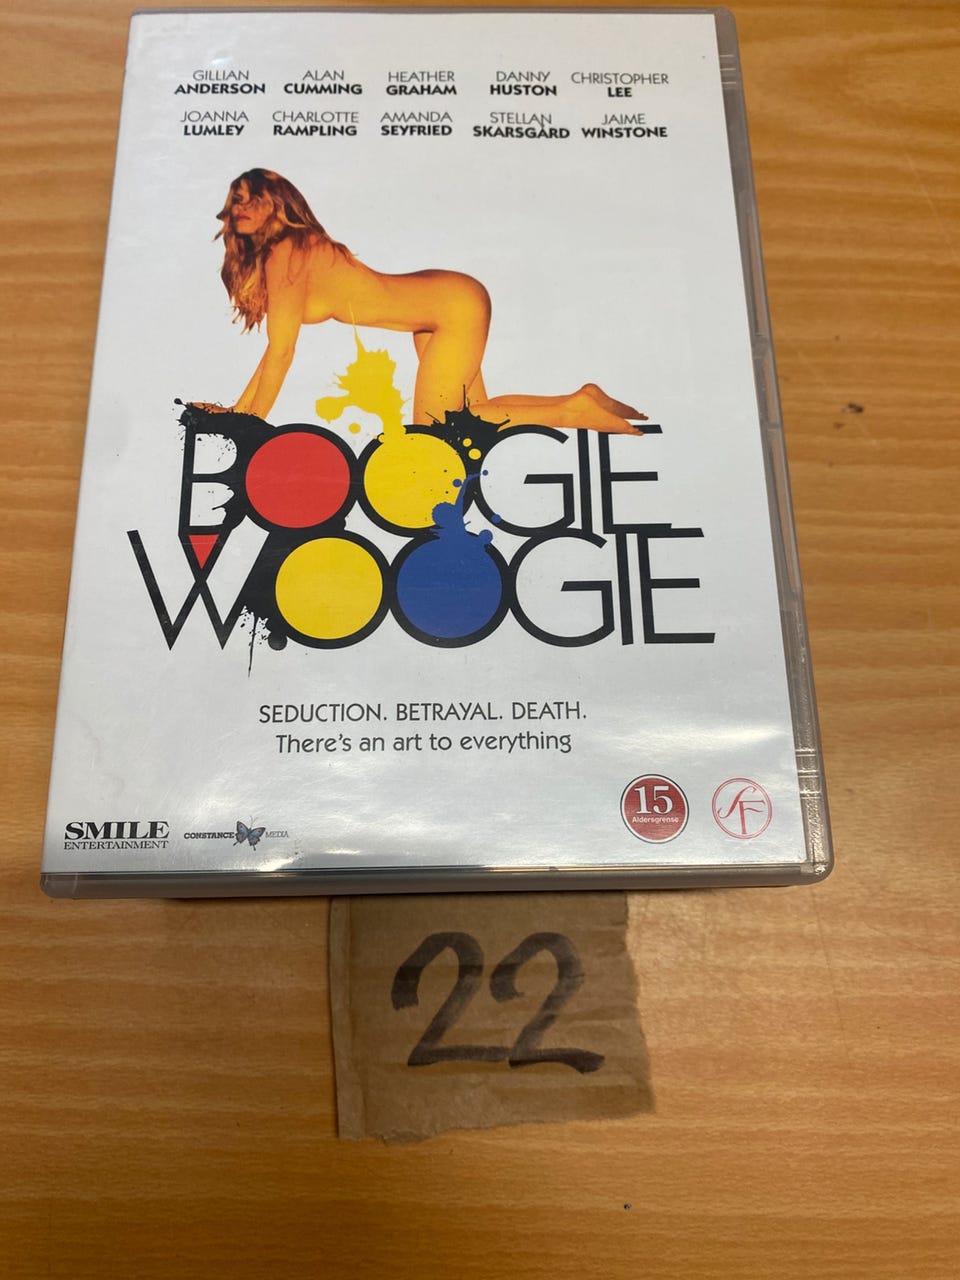 GILLIAN ALAN HEATHER DANNY CHRISTOPHER
ANDERSON CUMMING GRAHAM HUSTON LEE
JOANNA CHARLOTTE AMANDA STELLAN JAIME
LUMLEY RAMPLING SEYFRIED SKARSGÅRD WINSTONE
BOOGIE
WOOGIE
SEDUCTION. BETRAYAL. DEATH.
There's an art to everything
SMILE
ENTERTAINMENT
CONSTANCE MEDIA
15
Aldersgrense
SF
22